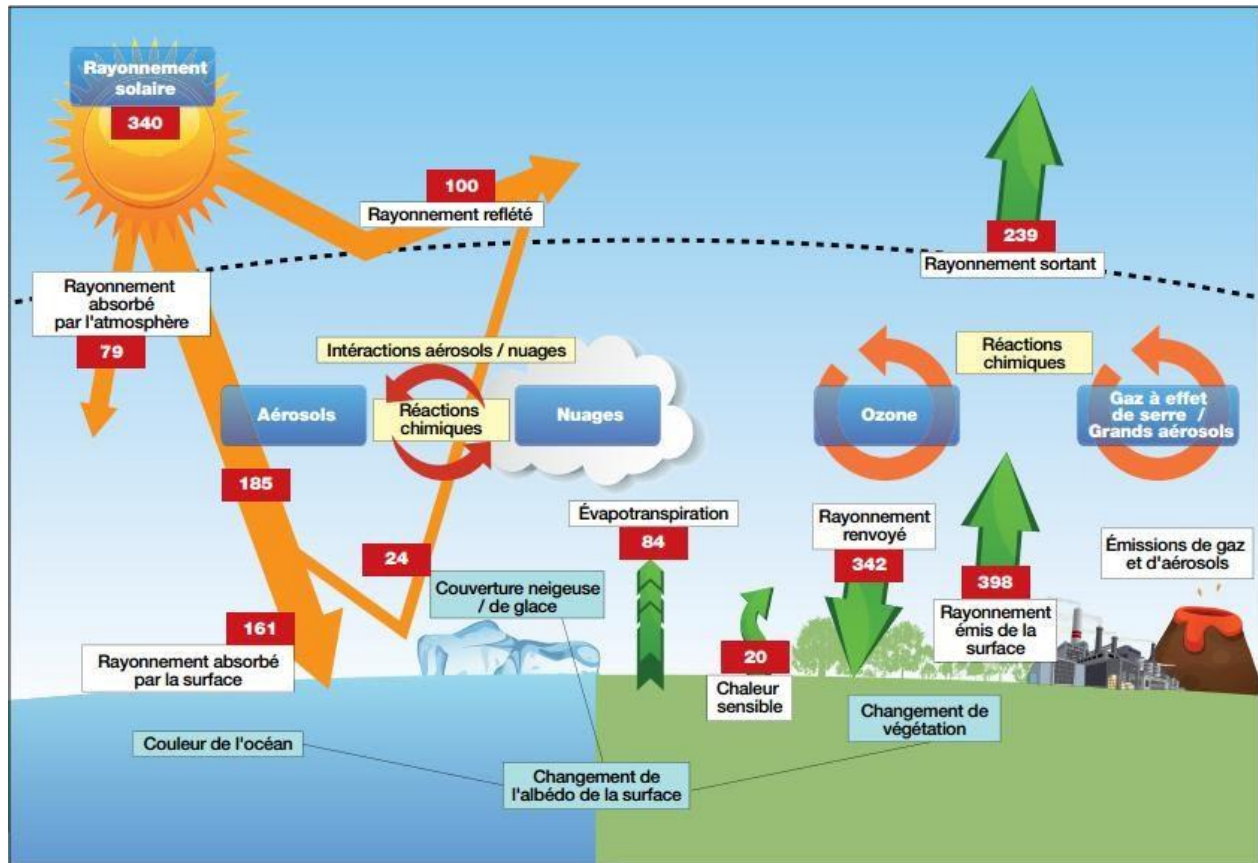 Rayonnement
solaire
340
100
Rayonnement reflété
239
Rayonnement sortant
Rayonnement
absorbé
par l'atmosphère
79
Intéractions aérosols / nuages
Aérosols
Réactions
chimiques
Nuages
Réactions
chimiques
Ozone
Gaz à effet
de serre /
Grands aérosols
185
Évapotranspiration
84
Rayonnement
renvoyé
342
398
Rayonnement
émis de la
surface
Émissions de gaz
et d'aérosols
24
Couverture neigeuse
/ de glace
161
Rayonnement absorbé
par la surface
20
Chaleur
sensible
Changement de
végétation
Couleur de l'océan
Changement de
l'albédo de la surface